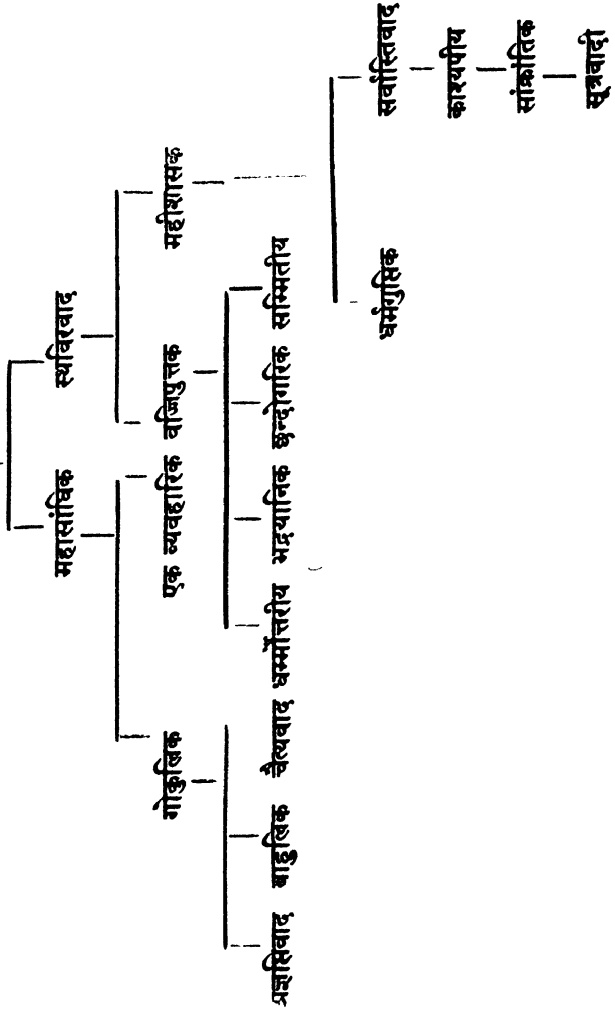 महासांघिक स्थविरवाद
गोकुलिक एक व्यवहारिक वज्जिपुत्तक महीशासक
प्रज्ञप्तिवाद बाहुलिक चैत्यवाद धर्म्मोत्तरीय भद्रयानिक छन्दोगरिक सम्मितीय
धर्मगुप्तिक सर्वास्तिवाद
काश्यपीय
सांक्रांतिक
सूत्रवादी